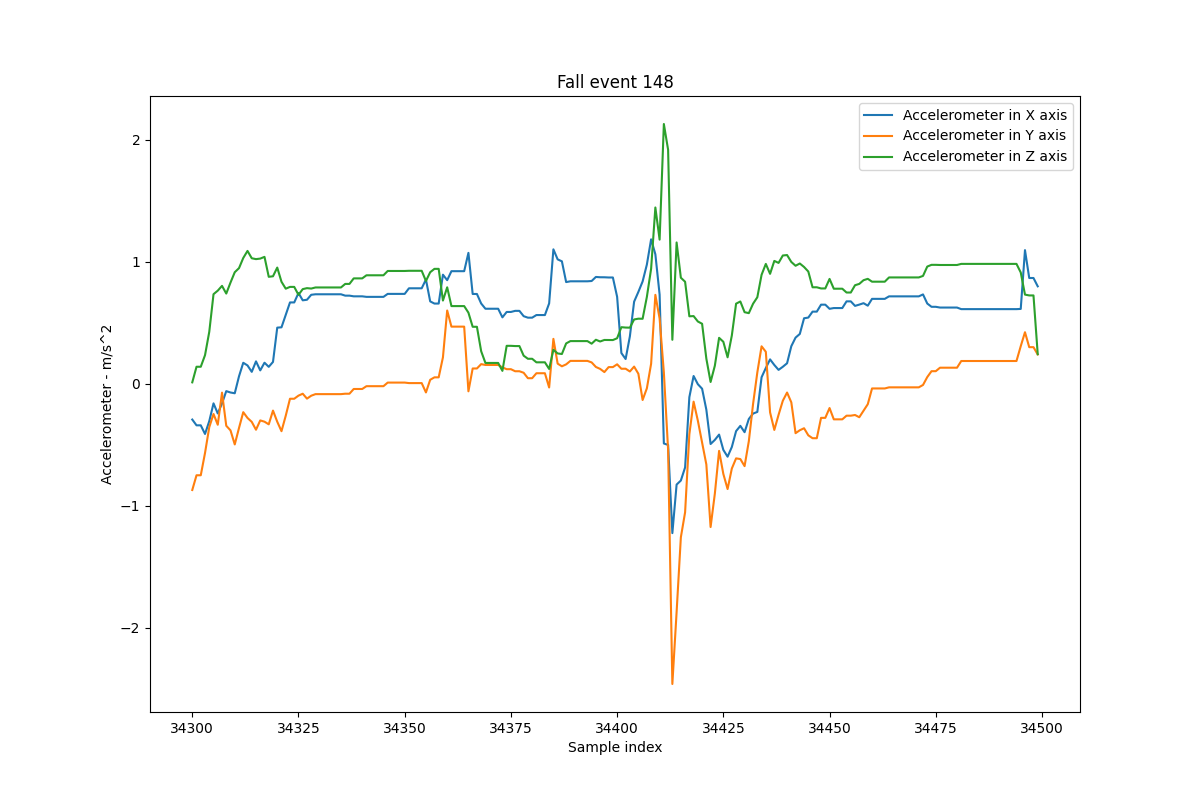 Fall event 148
Accelerometer in X axis
Accelerometer in Y axis
Accelerometer in Z axis
Accelerometer - m/s^2
2
1
0
−1
−2
34300 34325 34350 34375 34400 34425 34450 34475 34500
Sample index